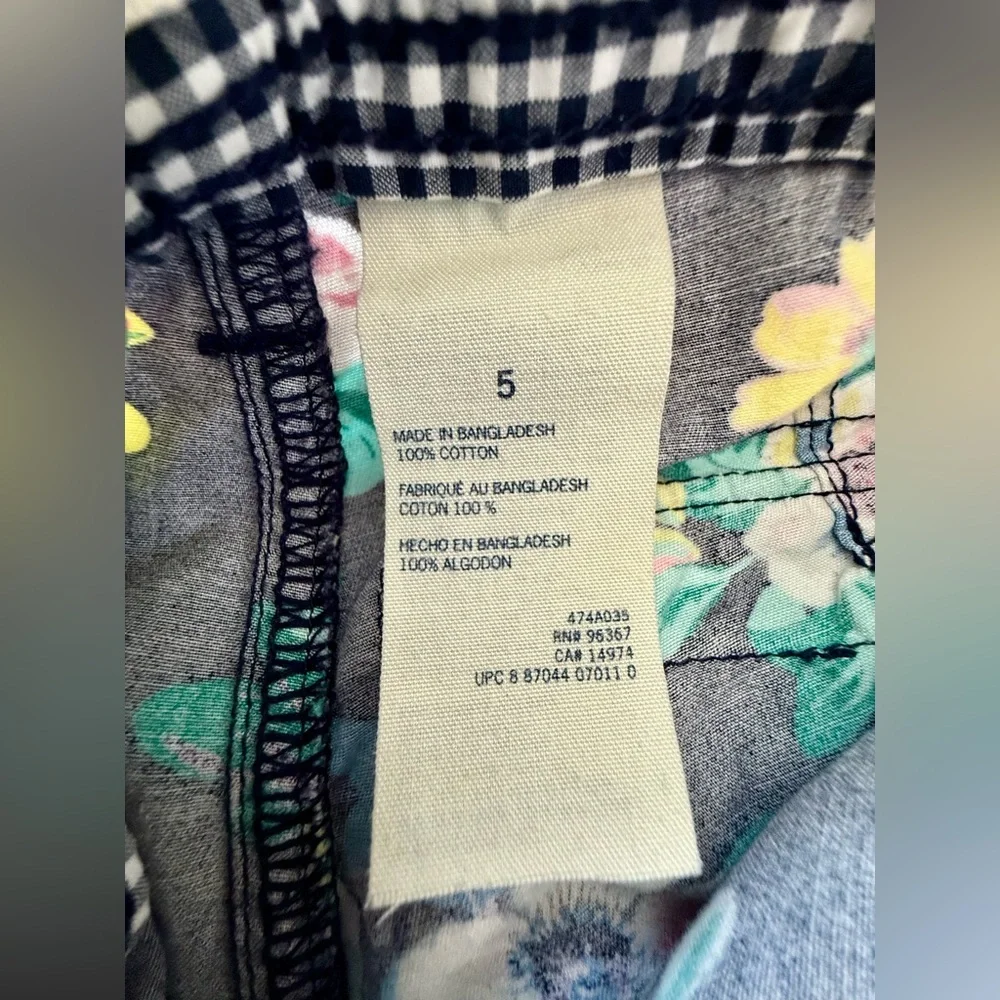 5
MADE IN BANGLADESH
100% COTTON
FABRIQUÉ AU BANGLADESH
COTON 100 %
HECHO EN BANGLADESH
100% ALGODON
474A035
RN# 96367
CA# 14974
UPC 8 87044 07011 0